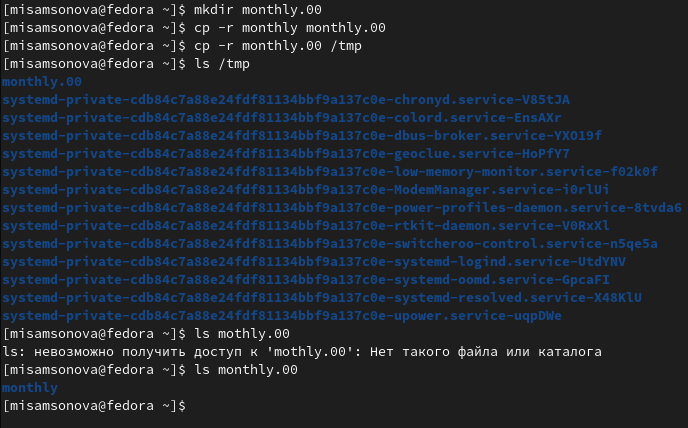 [misamsonova@fedora ~]$ mkdir monthly.00
[misamsonova@fedora ~]$ cp -r monthly monthly.00
[misamsonova@fedora ~]$ cp -r monthly.00 /tmp
[misamsonova@fedora ~]$ ls /tmp
monthly.00
systemd-private-cdb84c7a88e24fdf81134bbf9a137c0e-chronyd.service-V85tJA
systemd-private-cdb84c7a88e24fdf81134bbf9a137c0e-colord.service-EnsAXr
systemd-private-cdb84c7a88e24fdf81134bbf9a137c0e-dbus-broker.service-YXO19f
systemd-private-cdb84c7a88e24fdf81134bbf9a137c0e-geoclue.service-HoPfY7
systemd-private-cdb84c7a88e24fdf81134bbf9a137c0e-low-memory-monitor.service-f02k0f
systemd-private-cdb84c7a88e24fdf81134bbf9a137c0e-ModemManager.service-i0rlUi
systemd-private-cdb84c7a88e24fdf81134bbf9a137c0e-power-profiles-daemon.service-8tvda6
systemd-private-cdb84c7a88e24fdf81134bbf9a137c0e-rtkit-daemon.service-V0RxXl
systemd-private-cdb84c7a88e24fdf81134bbf9a137c0e-switcheroo-control.service-n5qe5a
systemd-private-cdb84c7a88e24fdf81134bbf9a137c0e-systemd-logind.service-UtdYNV
systemd-private-cdb84c7a88e24fdf81134bbf9a137c0e-systemd-oomd.service-GpcaFI
systemd-private-cdb84c7a88e24fdf81134bbf9a137c0e-systemd-resolved.service-X48KlU
systemd-private-cdb84c7a88e24fdf81134bbf9a137c0e-upower.service-uqpDWe
[misamsonova@fedora ~]$ ls mothly.00
ls: невозможно получить доступ к 'mothly.00': Нет такого файла или каталога
[misamsonova@fedora ~]$ ls monthly.00
monthly
[misamsonova@fedora ~]$